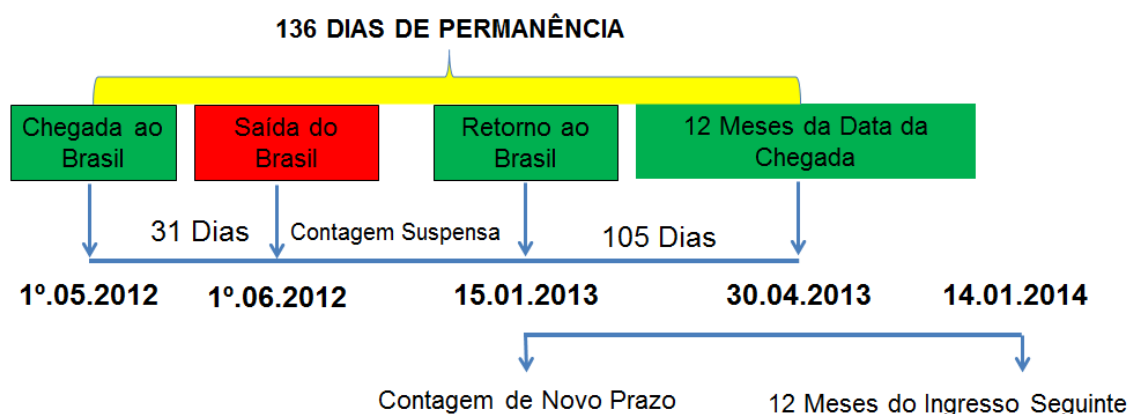 136 DIAS DE PERMANÊNCIA
Chegada ao
Brasil
Saída do
Brasil
Retorno ao
Brasil
12 Meses da Data da
Chegada
31 Dias
Contagem Suspensa
105 Dias
1º.05.2012
1º.06.2012
15.01.2013
30.04.2013
14.01.2014
Contagem de Novo Prazo
12 Meses do Ingresso Seguinte